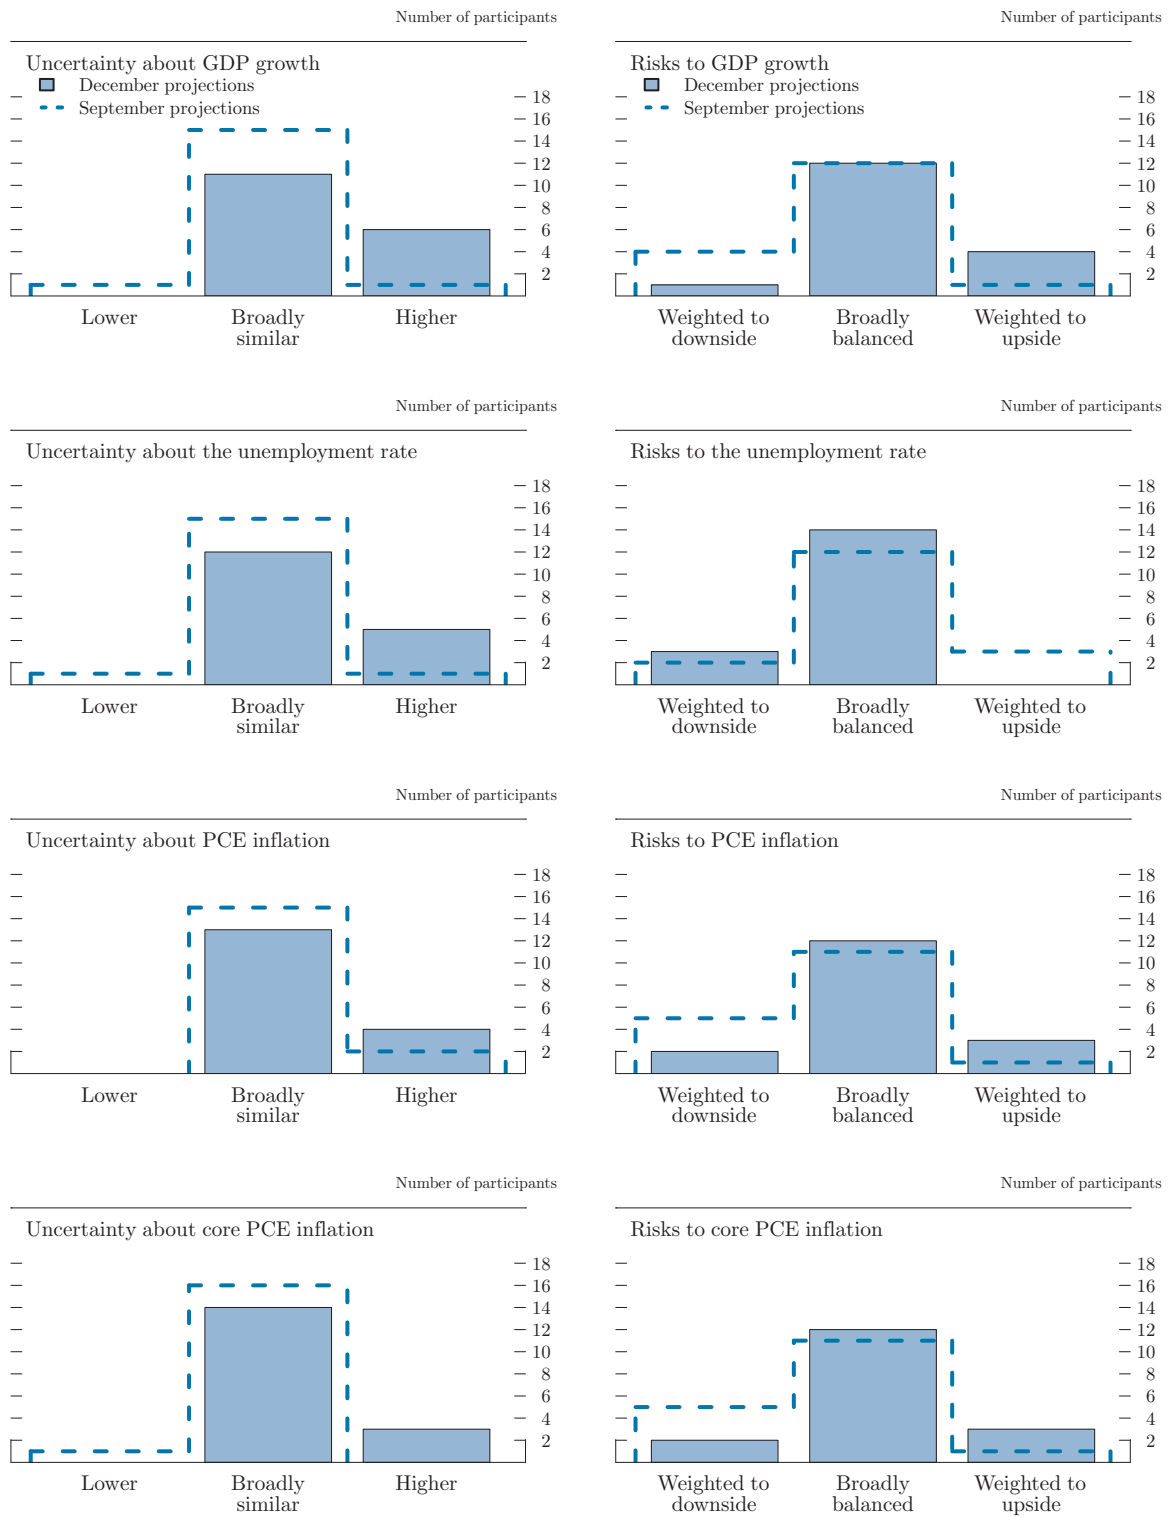 Number of participants
Uncertainty about GDP growth
December projections
September projections
18
16
14
12
10
8
6
4
2
Lower
Broadly
similar
Higher
Number of participants
Risks to GDP growth
December projections
September projections
18
16
14
12
10
8
6
4
2
Weighted to
downside
Broadly
balanced
Weighted to
upside
Number of participants
Uncertainty about the unemployment rate
18
16
14
12
10
8
6
4
2
Lower
Broadly
similar
Higher
Number of participants
Risks to the unemployment rate
18
16
14
12
10
8
6
4
2
Weighted to
downside
Broadly
balanced
Weighted to
upside
Number of participants
Uncertainty about PCE inflation
18
16
14
12
10
8
6
4
2
Lower
Broadly
similar
Higher
Number of participants
Risks to PCE inflation
18
16
14
12
10
8
6
4
2
Weighted to
downside
Broadly
balanced
Weighted to
upside
Number of participants
Uncertainty about core PCE inflation
18
16
14
12
10
8
6
4
2
Lower
Broadly
similar
Higher
Number of participants
Risks to core PCE inflation
18
16
14
12
10
8
6
4
2
Weighted to
downside
Broadly
balanced
Weighted to
upside